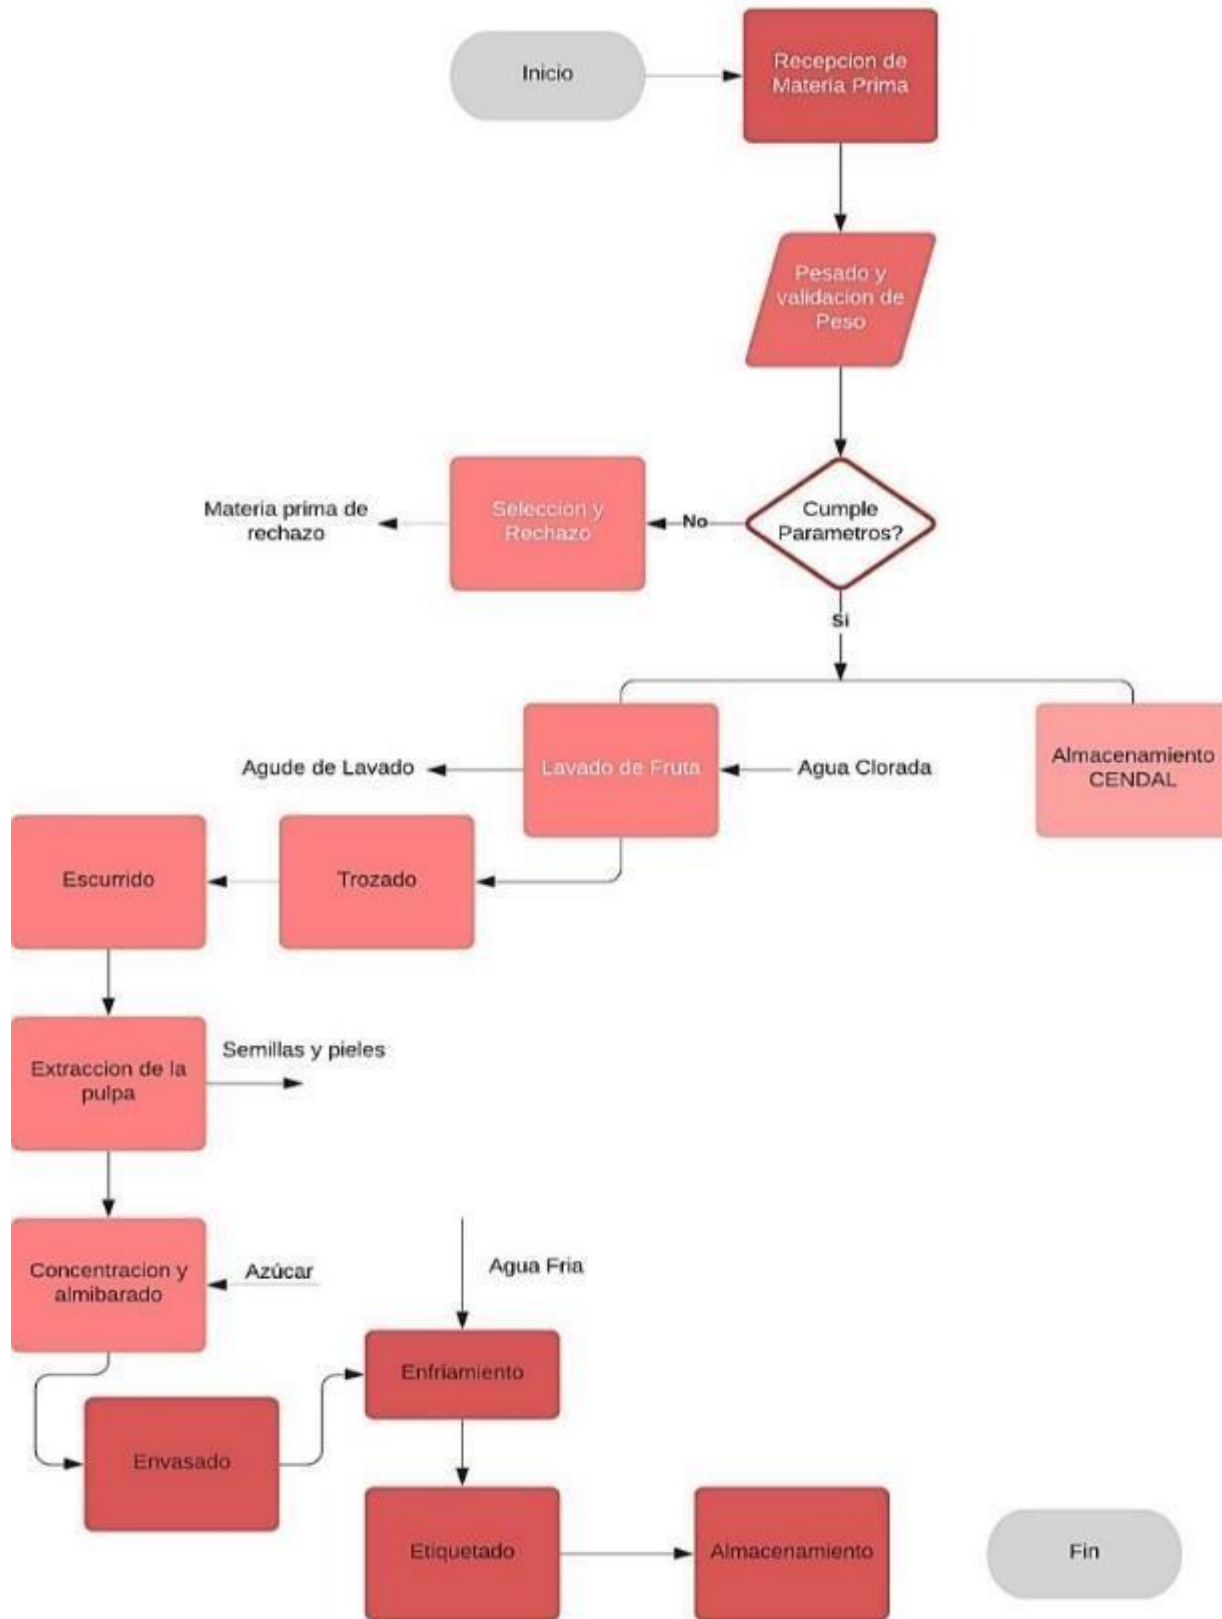 Inicio
Recepcion de
Materia Prima
Pesado y
validacion de
Peso
Cumple
Parametros?
No
Seleccion y
Rechazo
Materia prima de
rechazo
Si
Agude de Lavado
Lavado de Fruta
Agua Clorada
Almacenamiento
CENDAL
Escurrido
Trozado
Extraccion de la
pulpa
Semillas y pieles
Concentracion y
almibarado
Azúcar
Agua Fria
Enfriamiento
Envasado
Etiquetado
Almacenamiento
Fin